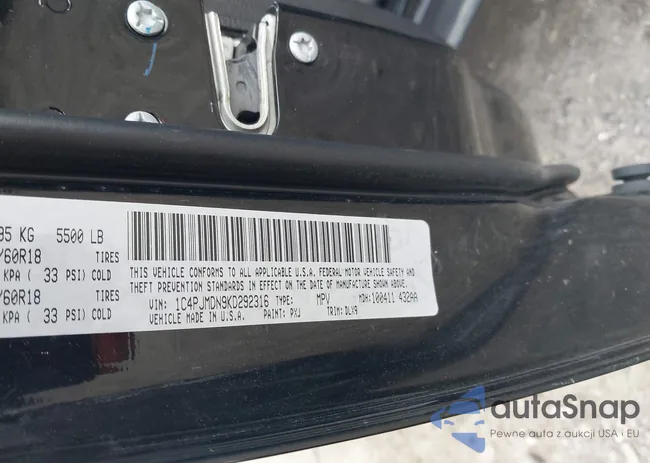 95 KG 5500 LB
/60R18 TIRES
KPA ( 33 PSI) COLD
/60R18 TIRES
KPA ( 33 PSI) COLD
THIS VEHICLE CONFORMS TO ALL APPLICABLE U.S.A. FEDERAL MOTOR VEHICLE SAFETY AND
THEFT PREVENTION STANDARDS IN EFFECT ON THE DATE OF MANUFACTURE SHOWN ABOVE.
VIN: 1C4PJMDN9KD292316 TYPE: MPV MDH: 100411 432AA
VEHICLE MADE IN U.S.A. PAINT: PXJ TRIM: DLX9
autaSnap
Pewne auta z aukcji USA i EU